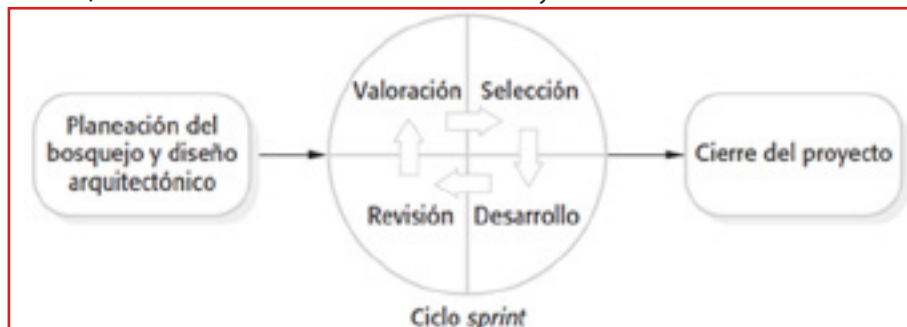 Planeación del
bosquejo y diseño
arquitectónico
Valoración
Selección
Revisión
Desarrollo
Cierre del proyecto
Ciclo sprint